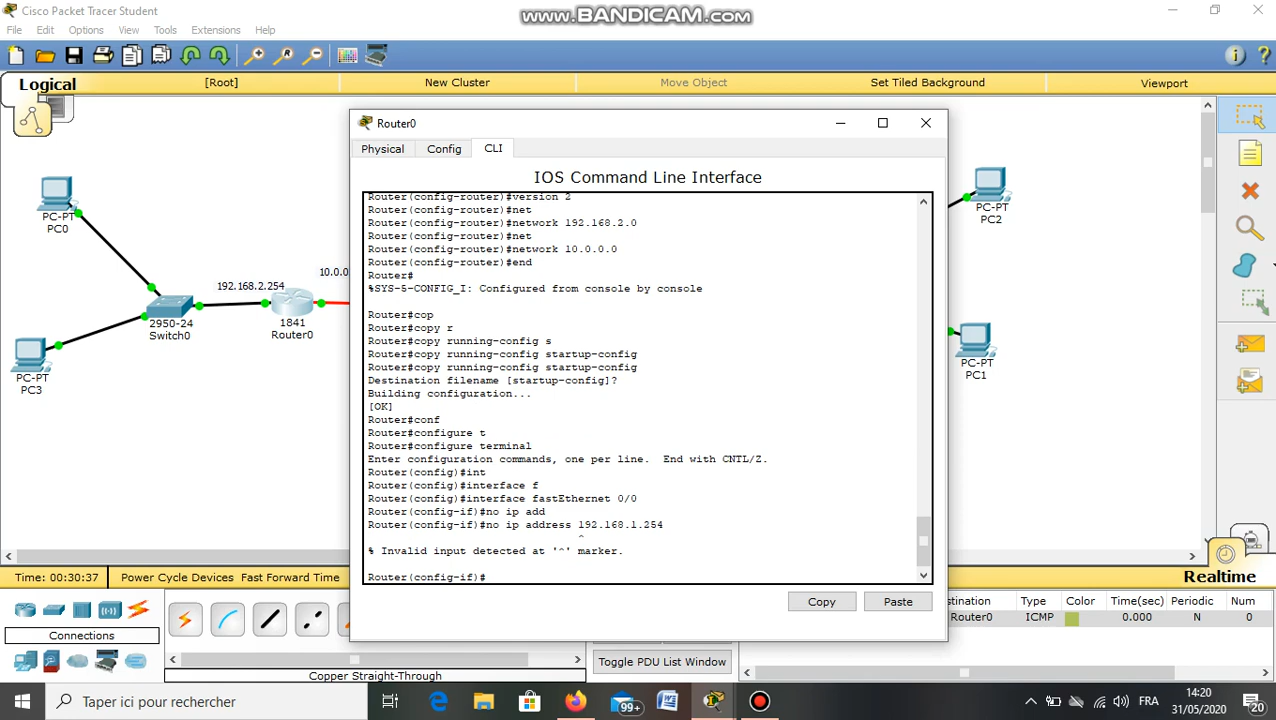 Cisco Packet Tracer Student
www.BANDICAM.com
File Edit Options View Tools Extensions Help
Logical [Root] New Cluster Move Object Set Tiled Background Viewport
Router0
Physical Config CLI
IOS Command Line Interface
Router(config-router)#version 2
Router(config-router)#net
Router(config-router)#network 192.168.2.0
Router(config-router)#net
Router(config-router)#network 10.0.0.0
Router(config-router)#end
Router#
%SYS-5-CONFIG_I: Configured from console by console
Router#cop
Router#copy r
Router#copy running-config s
Router#copy running-config startup-config
Router#copy running-config startup-config
Destination filename [startup-config]?
Building configuration...
[OK]
Router#conf
Router#configure t
Router#configure terminal
Enter configuration commands, one per line.  End with CNTL/Z.
Router(config)#int
Router(config)#interface f
Router(config)#interface fastEthernet 0/0
Router(config-if)#no ip add
Router(config-if)#no ip address 192.168.1.254
^
% Invalid input detected at '^' marker.
Router(config-if)#
Copy Paste
PC-PT
PC0
192.168.2.254
10.0.0
2950-24
Switch0
1841
Router0
PC-PT
PC3
PC-PT
PC2
PC-PT
PC1
Time: 00:30:37 Power Cycle Devices Fast Forward Time
Realtime
Connections
Copper Straight-Through
Toggle PDU List Window
stination Type Color Time(sec) Periodic Num
Router0 ICMP 0.000 N 0
Taper ici pour rechercher
99+
FRA
14:20
31/05/2020
20